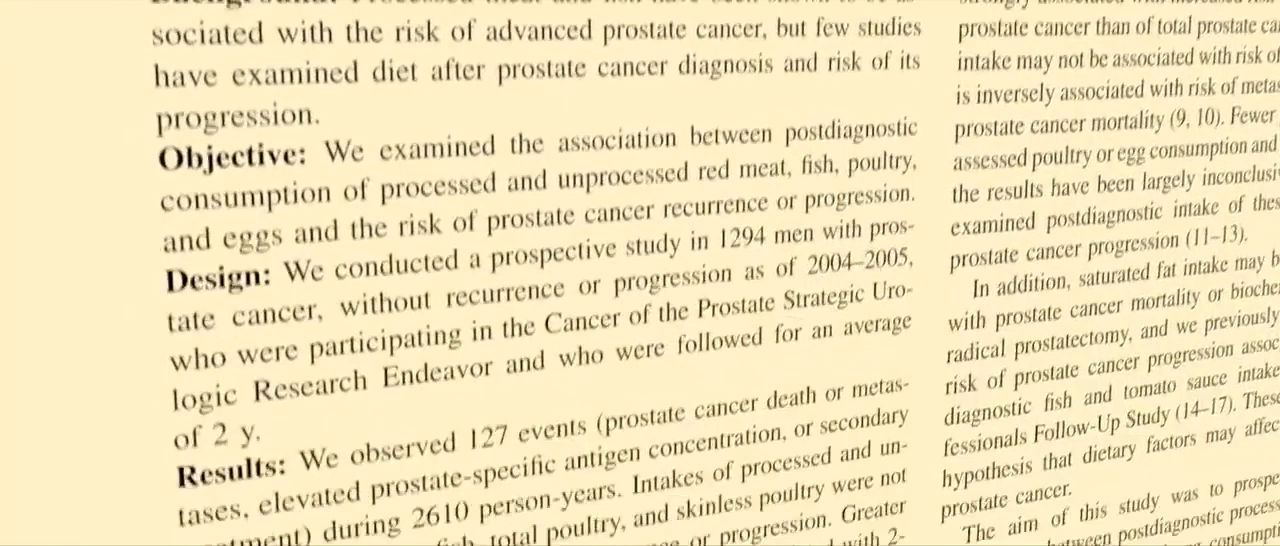 sociated with the risk of advanced prostate cancer, but few studies
have examined diet after prostate cancer diagnosis and risk of its
progression.
Objective: We examined the association between postdiagnostic
consumption of processed and unprocessed red meat, fish, poultry,
and eggs and the risk of prostate cancer recurrence or progression.
Design: We conducted a prospective study in 1294 men with pros-
tate cancer, without recurrence or progression as of 2004–2005,
who were participating in the Cancer of the Prostate Strategic Uro-
logic Research Endeavor and who were followed for an average
of 2 y.
Results: We observed 127 events (prostate cancer death or metas-
tases, elevated prostate-specific antigen concentration, or secondary
during 2610 person-years. Intakes of processed and un-
total poultry, and skinless poultry were not
or progression. Greater
with 2-
prostate cancer than of total prostate
intake may not be associated with risk
is inversely associated with risk of
prostate cancer mortality (9, 10). Fewer
assessed poultry or egg consumption and
the results have been largely
examined postdiagnostic intake of
prostate cancer progression (11–13).
In addition, saturated fat intake may
with prostate cancer mortality or
radical prostatectomy, and we previously
risk of prostate cancer progression
diagnostic fish and tomato sauce intake
fessionals Follow-Up Study (14–17). These
hypothesis that dietary factors may
prostate cancer.
The aim of this study was to
postdiagnostic